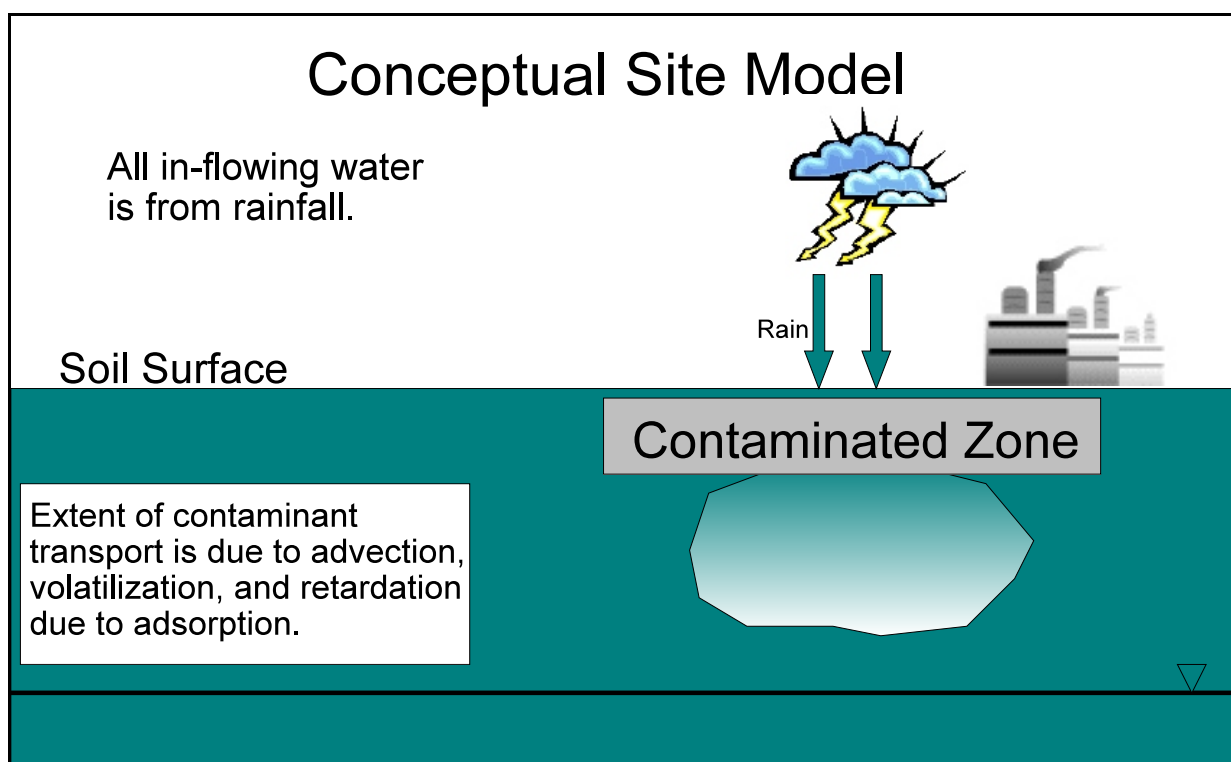 Conceptual Site Model
All in-flowing water
is from rainfall.
Rain
Soil Surface
Contaminated Zone
Extent of contaminant
transport is due to advection,
volatilization, and retardation
due to adsorption.